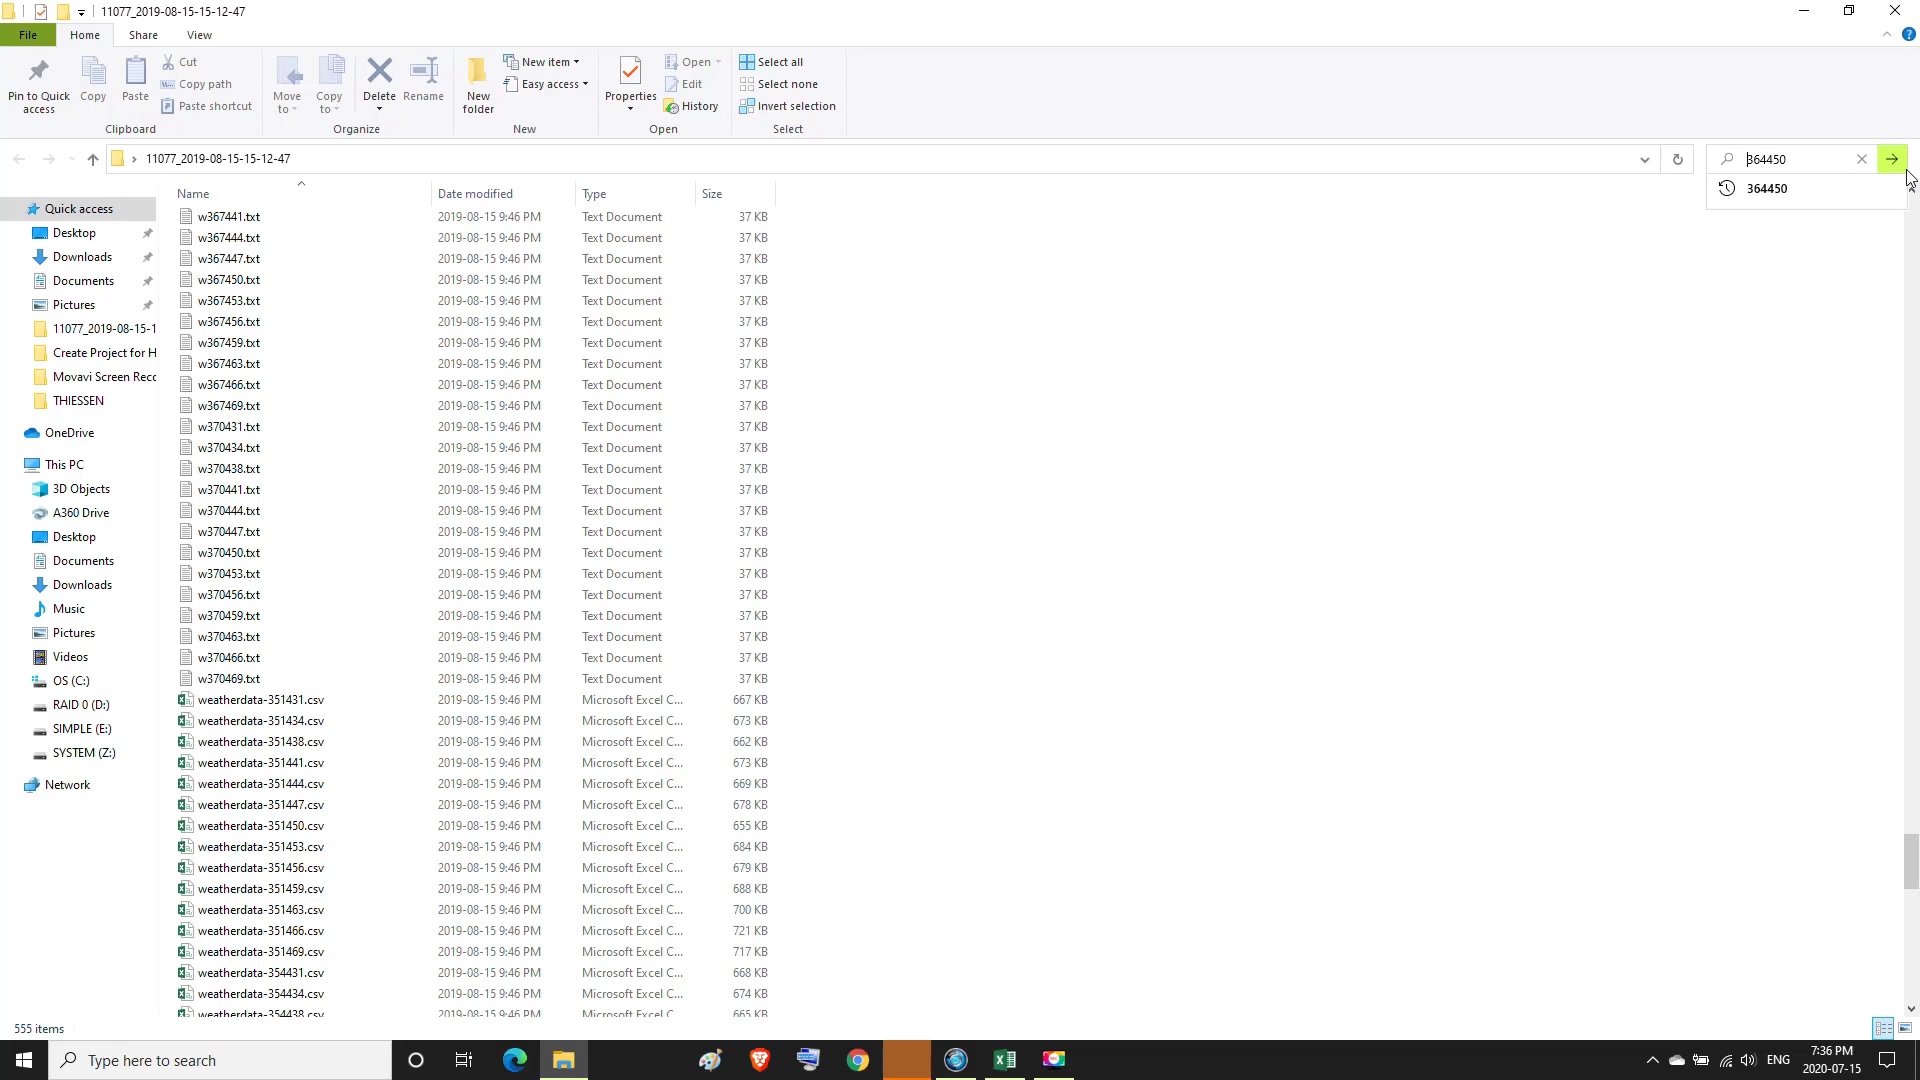 11077_2019-08-15-15-12-47
File Home Share View
Pin to Quick access
Copy
Paste
Cut
Copy path
Paste shortcut
Clipboard
Move to
Copy to
Delete
Rename
Organize
New folder
New item
Easy access
New
Properties
Open
Edit
History
Open
Select all
Select none
Invert selection
Select
11077_2019-08-15-15-12-47
364450
364450
Name Date modified Type Size
Quick access
Desktop
Downloads
Documents
Pictures
11077_2019-08-15-1
Create Project for H
Movavi Screen Reco
THIESSEN
OneDrive
This PC
3D Objects
A360 Drive
Desktop
Documents
Downloads
Music
Pictures
Videos
OS (C:)
RAID 0 (D:)
SIMPLE (E:)
SYSTEM (Z:)
Network
w367441.txt 2019-08-15 9:46 PM Text Document 37 KB
w367444.txt 2019-08-15 9:46 PM Text Document 37 KB
w367447.txt 2019-08-15 9:46 PM Text Document 37 KB
w367450.txt 2019-08-15 9:46 PM Text Document 37 KB
w367453.txt 2019-08-15 9:46 PM Text Document 37 KB
w367456.txt 2019-08-15 9:46 PM Text Document 37 KB
w367459.txt 2019-08-15 9:46 PM Text Document 37 KB
w367463.txt 2019-08-15 9:46 PM Text Document 37 KB
w367466.txt 2019-08-15 9:46 PM Text Document 37 KB
w367469.txt 2019-08-15 9:46 PM Text Document 37 KB
w370431.txt 2019-08-15 9:46 PM Text Document 37 KB
w370434.txt 2019-08-15 9:46 PM Text Document 37 KB
w370438.txt 2019-08-15 9:46 PM Text Document 37 KB
w370441.txt 2019-08-15 9:46 PM Text Document 37 KB
w370444.txt 2019-08-15 9:46 PM Text Document 37 KB
w370447.txt 2019-08-15 9:46 PM Text Document 37 KB
w370450.txt 2019-08-15 9:46 PM Text Document 37 KB
w370453.txt 2019-08-15 9:46 PM Text Document 37 KB
w370456.txt 2019-08-15 9:46 PM Text Document 37 KB
w370459.txt 2019-08-15 9:46 PM Text Document 37 KB
w370463.txt 2019-08-15 9:46 PM Text Document 37 KB
w370466.txt 2019-08-15 9:46 PM Text Document 37 KB
w370469.txt 2019-08-15 9:46 PM Text Document 37 KB
weatherdata-351431.csv 2019-08-15 9:46 PM Microsoft Excel C... 667 KB
weatherdata-351434.csv 2019-08-15 9:46 PM Microsoft Excel C... 673 KB
weatherdata-351438.csv 2019-08-15 9:46 PM Microsoft Excel C... 662 KB
weatherdata-351441.csv 2019-08-15 9:46 PM Microsoft Excel C... 673 KB
weatherdata-351444.csv 2019-08-15 9:46 PM Microsoft Excel C... 669 KB
weatherdata-351447.csv 2019-08-15 9:46 PM Microsoft Excel C... 678 KB
weatherdata-351450.csv 2019-08-15 9:46 PM Microsoft Excel C... 655 KB
weatherdata-351453.csv 2019-08-15 9:46 PM Microsoft Excel C... 684 KB
weatherdata-351456.csv 2019-08-15 9:46 PM Microsoft Excel C... 679 KB
weatherdata-351459.csv 2019-08-15 9:46 PM Microsoft Excel C... 688 KB
weatherdata-351463.csv 2019-08-15 9:46 PM Microsoft Excel C... 700 KB
weatherdata-351466.csv 2019-08-15 9:46 PM Microsoft Excel C... 721 KB
weatherdata-351469.csv 2019-08-15 9:46 PM Microsoft Excel C... 717 KB
weatherdata-354431.csv 2019-08-15 9:46 PM Microsoft Excel C... 668 KB
weatherdata-354434.csv 2019-08-15 9:46 PM Microsoft Excel C... 674 KB
weatherdata-354438.csv 2019-08-15 9:46 PM Microsoft Excel C 665 KB
555 items
Type here to search
ENG
7:36 PM
2020-07-15